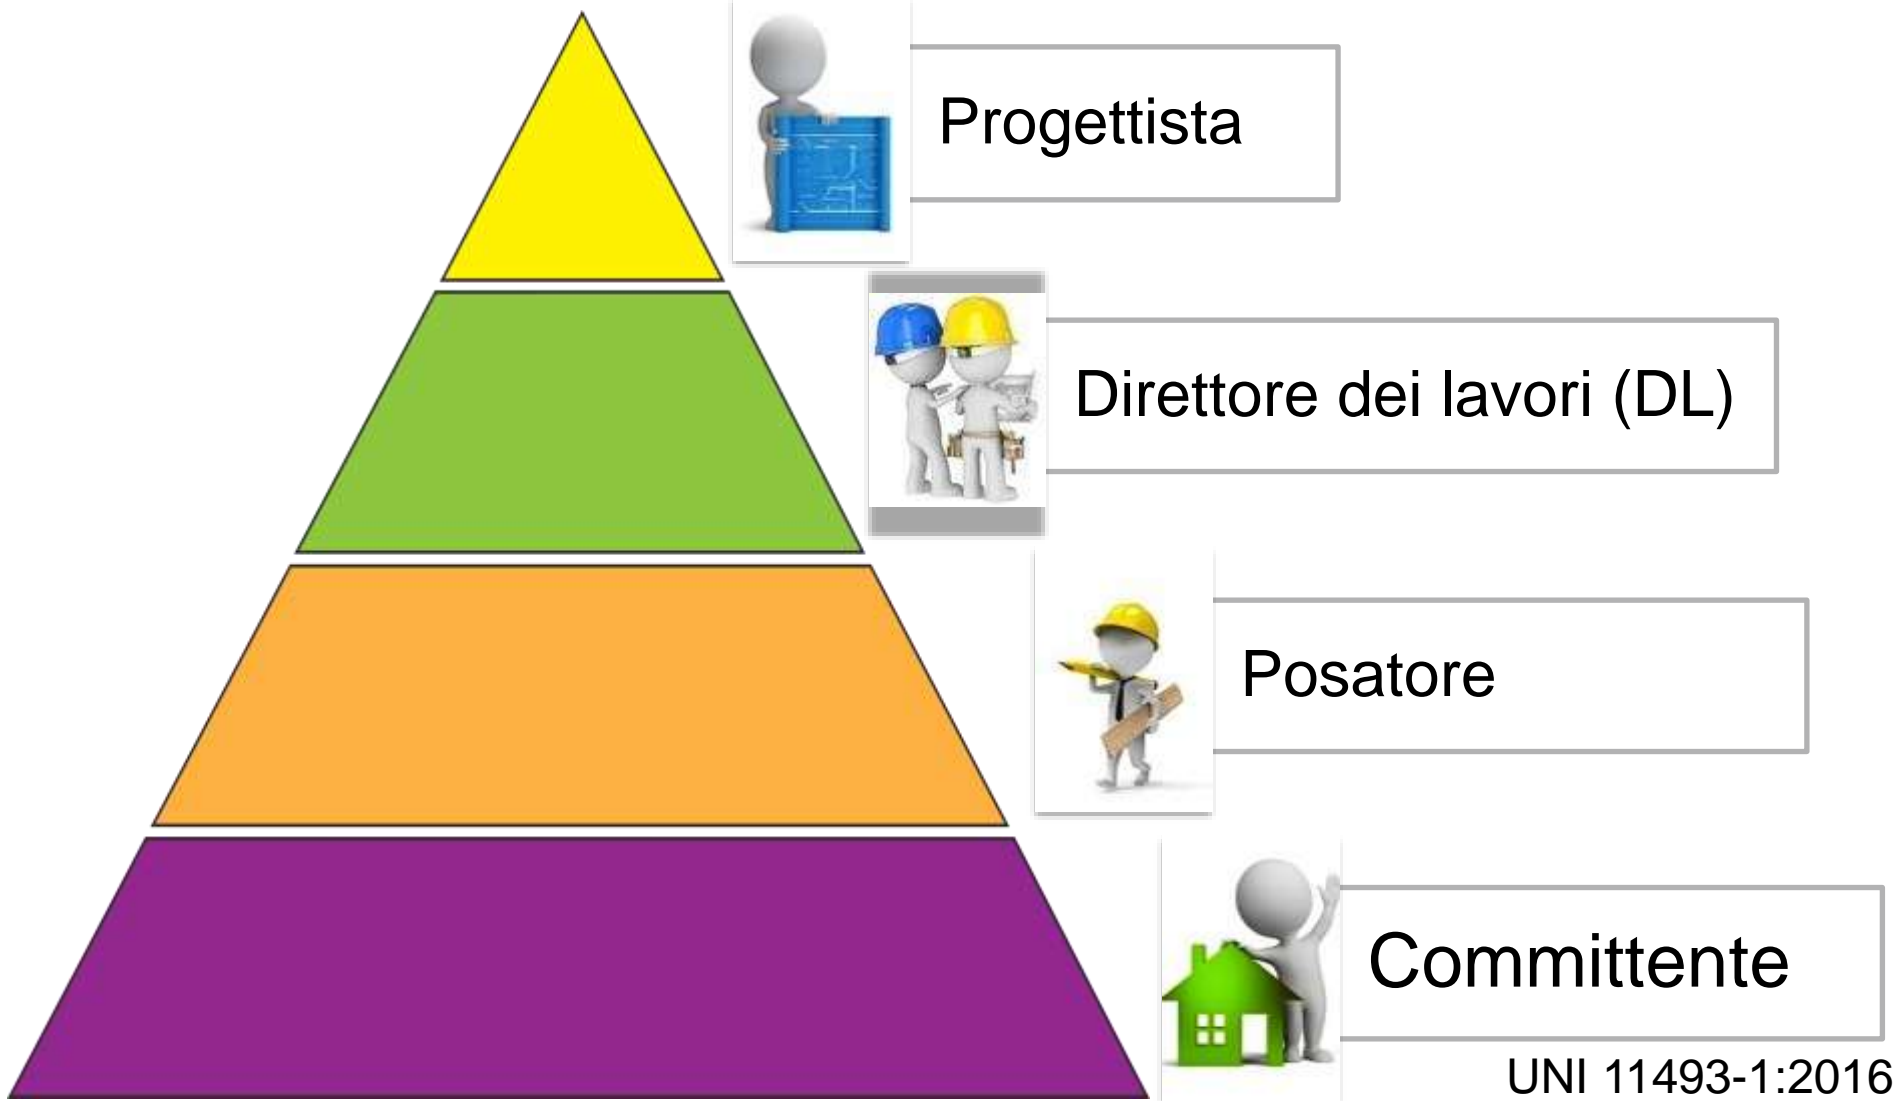 Progettista
Direttore dei lavori (DL)
Posatore
Committente
UNI 11493-1:2016